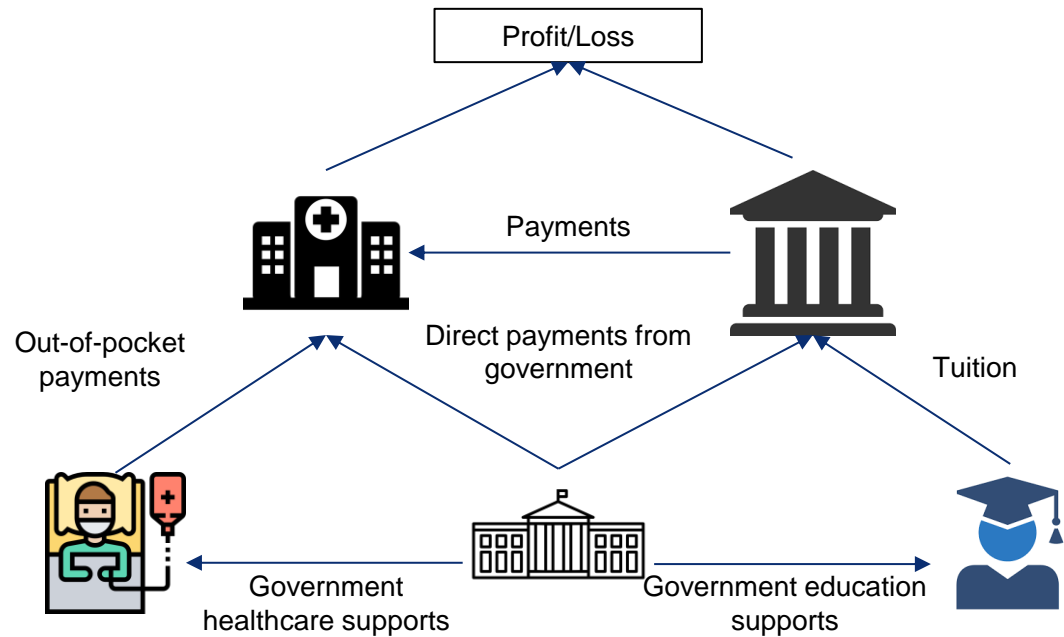 Profit/Loss
Payments
Out-of-pocket
payments
Direct payments from
government
Tuition
Government
healthcare supports
Government education
supports